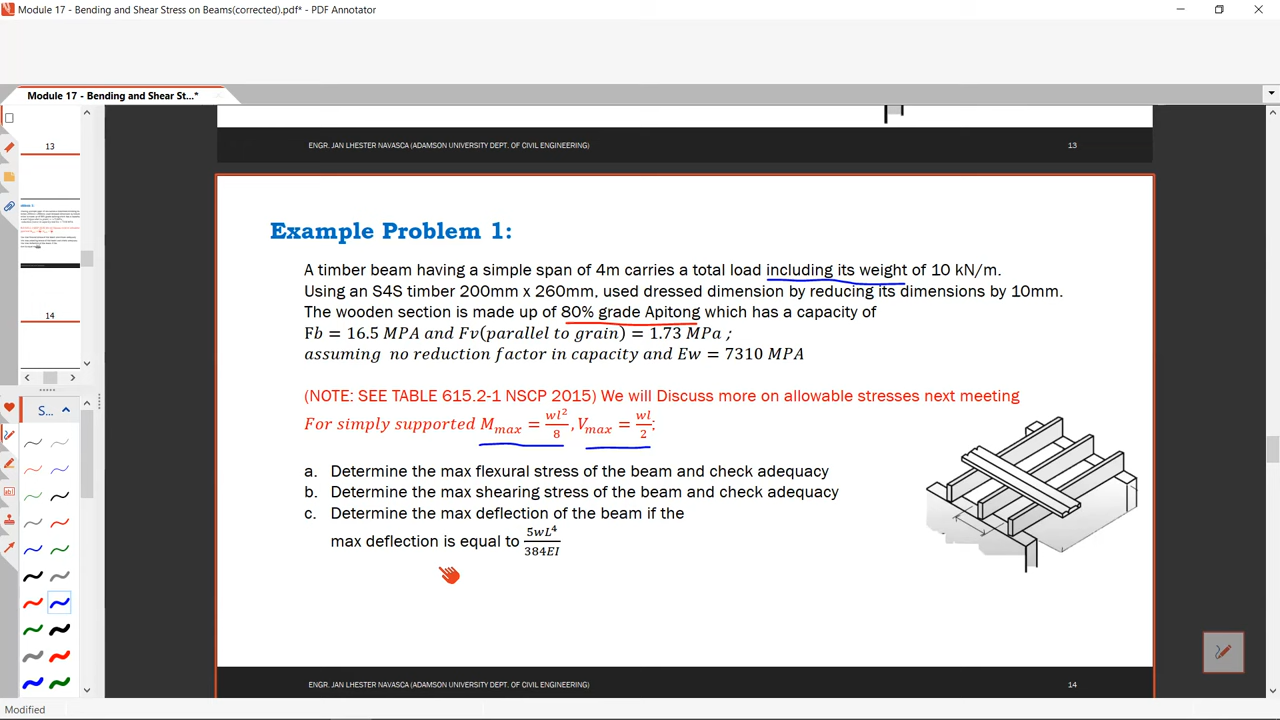 Module 17 - Bending and Shear Stress on Beams(corrected).pdf* - PDF Annotator
Module 17 - Bending and Shear St...*
13
14
S...
ENGR. JAN LHESTER NAVASCA (ADAMSON UNIVERSITY DEPT. OF CIVIL ENGINEERING) 13
Example Problem 1:
A timber beam having a simple span of 4m carries a total load including its weight of 10 kN/m.
Using an S4S timber 200mm x 260mm, used dressed dimension by reducing its dimensions by 10mm.
The wooden section is made up of 80% grade Apitong which has a capacity of
Fb = 16.5 MPA and Fv(parallel to grain) = 1.73 MPa ;
assuming no reduction factor in capacity and Ew = 7310 MPA
(NOTE: SEE TABLE 615.2-1 NSCP 2015) We will Discuss more on allowable stresses next meeting
For simply supported M_max = wl²/8, V_max = wl/2;
a. Determine the max flexural stress of the beam and check adequacy
b. Determine the max shearing stress of the beam and check adequacy
c. Determine the max deflection of the beam if the
max deflection is equal to 5wL⁴/384EI
ENGR. JAN LHESTER NAVASCA (ADAMSON UNIVERSITY DEPT. OF CIVIL ENGINEERING) 14
Modified